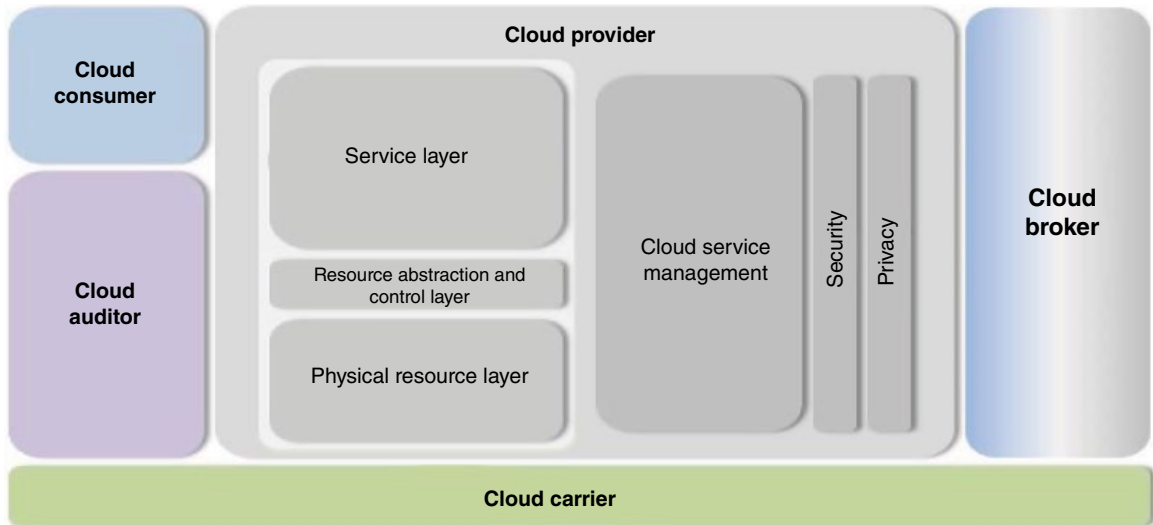 Cloud provider
Cloud
consumer
Cloud
auditor
Service layer
Resource abstraction and
control layer
Physical resource layer
Cloud service
management
Security
Privacy
Cloud
broker
Cloud carrier